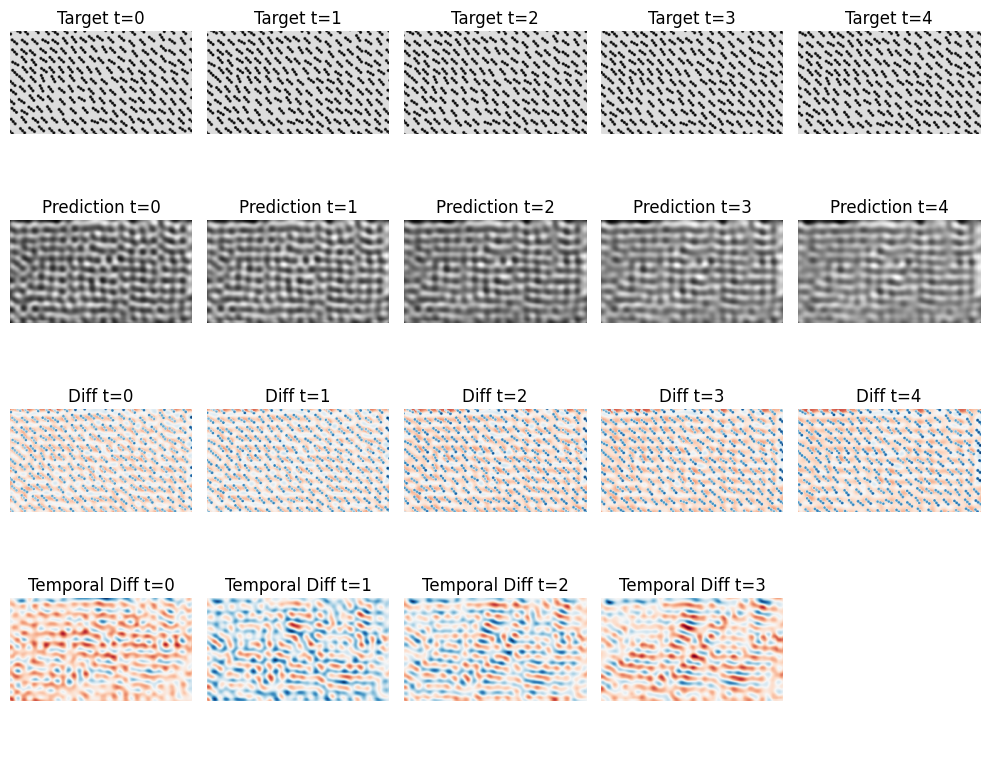 Target t=0 Target t=1 Target t=2 Target t=3 Target t=4
Prediction t=0 Prediction t=1 Prediction t=2 Prediction t=3 Prediction t=4
Diff t=0 Diff t=1 Diff t=2 Diff t=3 Diff t=4
Temporal Diff t=0 Temporal Diff t=1 Temporal Diff t=2 Temporal Diff t=3